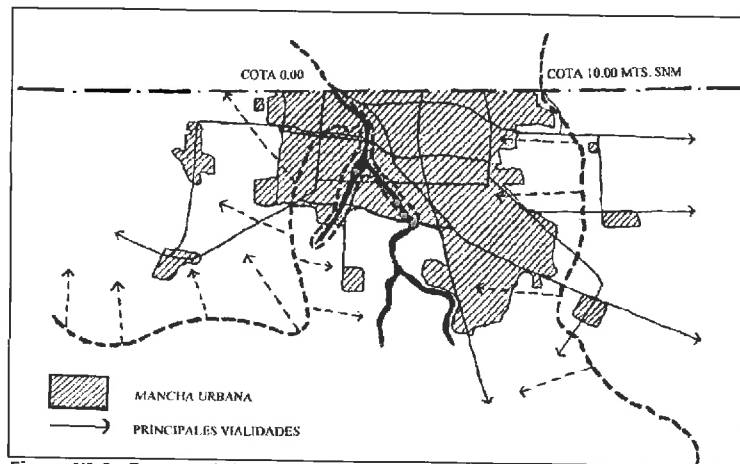 COTA 0.00
COTA 10.00 MTS. SNM
MANCHA URBANA
PRINCIPALES VIALIDADES